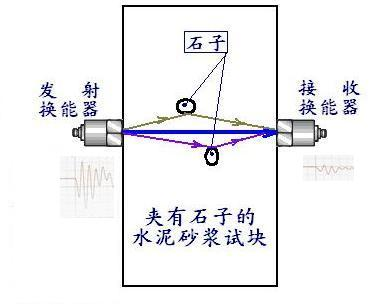 石子
发 射
换能器
接 收
换能器
夹有石子的
水泥砂浆试块